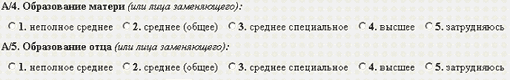 А/4. Образование матери (или лица заменяющего):
1. неполное среднее 2. среднее (общее) 3. среднее специальное 4. высшее 5. затрудняюсь
А/5. Образование отца (или лица заменяющего):
1. неполное среднее 2. среднее (общее) 3. среднее специальное 4. высшее 5. затрудняюсь